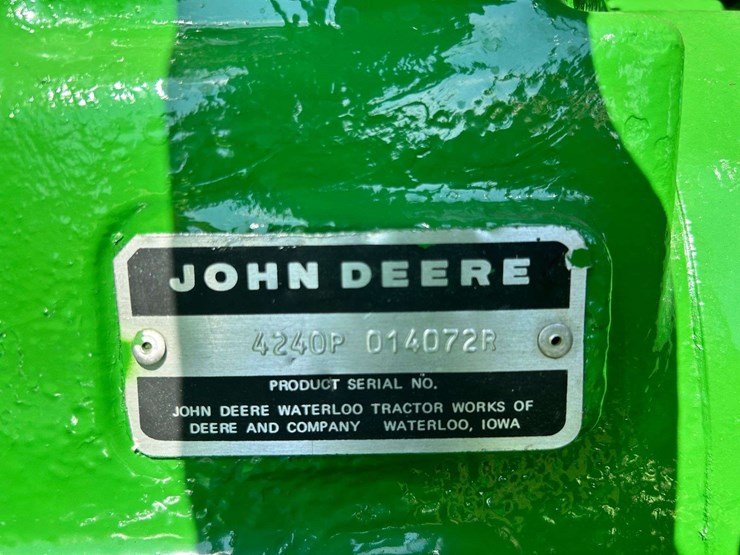 JOHN DEERE
4240P 014072R
PRODUCT SERIAL NO.
JOHN DEERE WATERLOO TRACTOR WORKS OF
DEERE AND COMPANY WATERLOO, IOWA